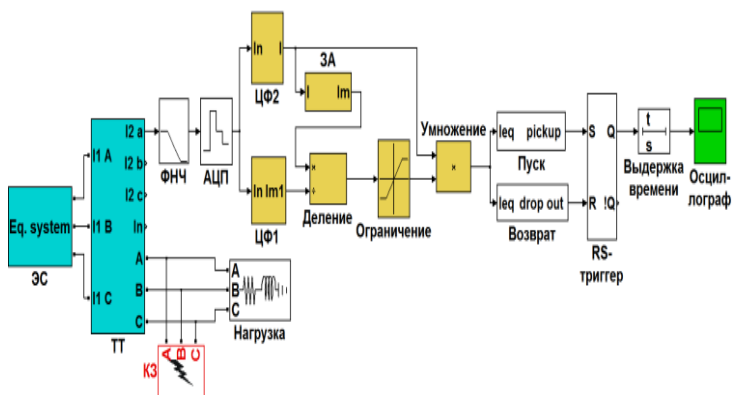 Eq. system
ЭС
I1 A
I1 B
I1 C
I2 a
I2 b
I2 c
In
A
B
C
ТТ
ФНЧ
АЦП
In I
ЦФ2
ЗА
I Im
In Im1
ЦФ1
×
÷
Деление
Ограничение
Умножение
×
Ieq pickup
Пуск
Ieq drop out
Возврат
S Q
R !Q
RS-
триггер
t
s
Выдержка
времени
Осцил-
лограф
A
B
C
Нагрузка
КЗ
A
B
C